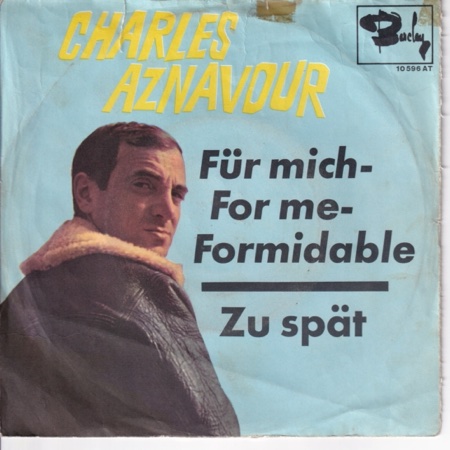 CHARLES
AZNAVOUR
Barclay
10 596 AT
Für mich-
For me-
Formidable
Zu spät